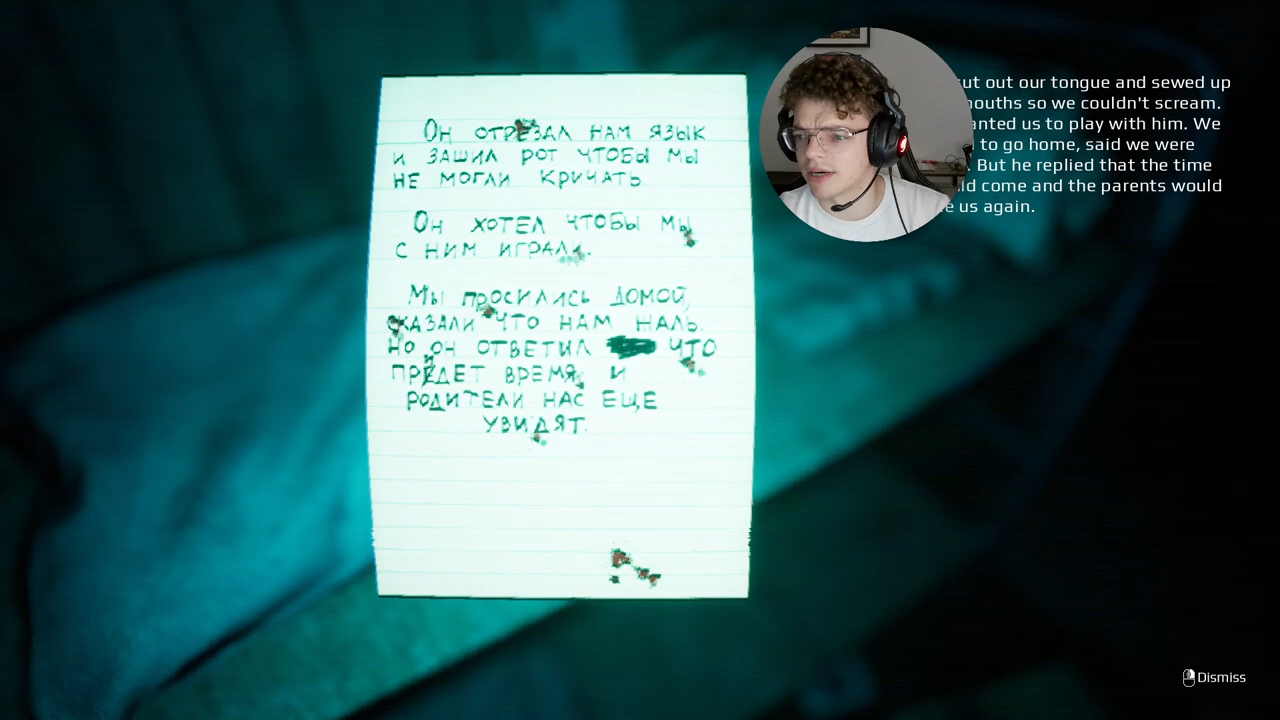 Он отрезал нам язык
и зашил рот чтобы мы
не могли кричать
Он хотел чтобы мы
с ним играли.
Мы просились домой,
сказали что нам жаль.
Но он ответил что
придет время и
родители нас еще
увидят.
cut out our tongue and sewed up
mouths so we couldn't scream.
wanted us to play with him. We
to go home, said we were
But he replied that the time
come and the parents would
us again.
Dismiss